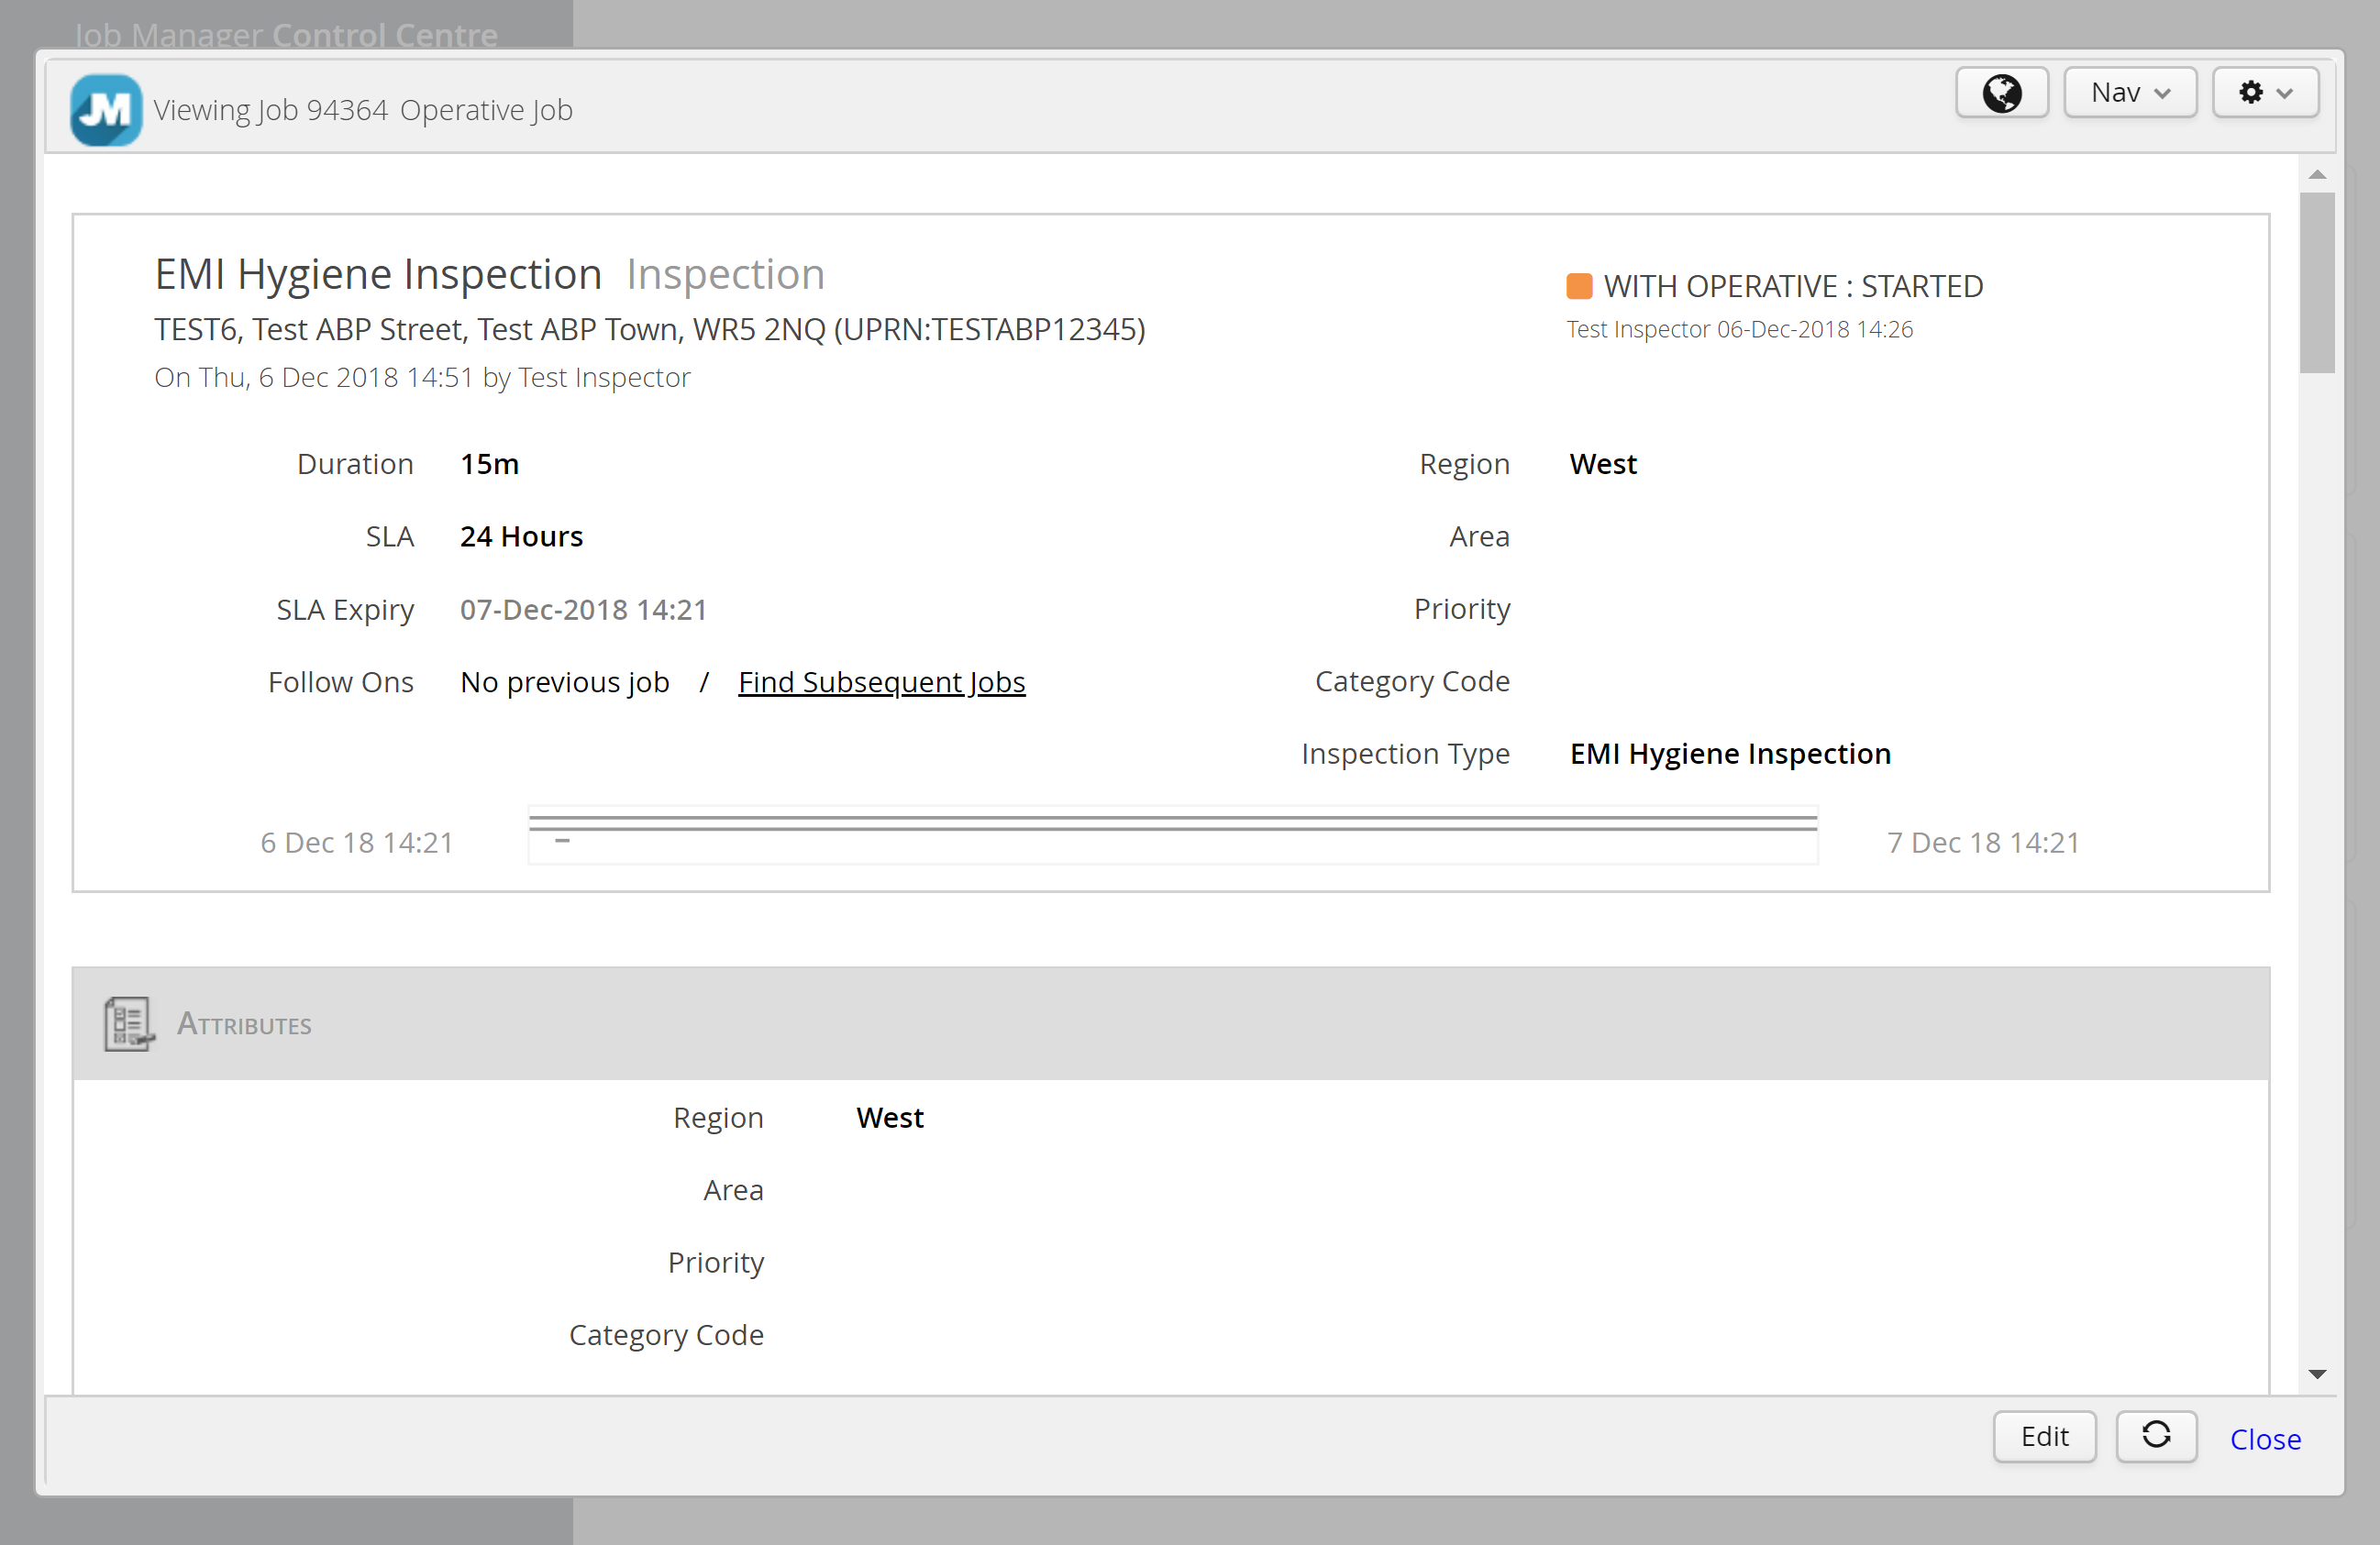 Job Manager Control Centre
JM
Viewing Job 94364 Operative Job
Nav
EMI Hygiene Inspection Inspection
WITH OPERATIVE : STARTED
TEST6, Test ABP Street, Test ABP Town, WR5 2NQ (UPRN:TESTABP12345)
Test Inspector 06-Dec-2018 14:26
On Thu, 6 Dec 2018 14:51 by Test Inspector
Duration 15m
Region West
SLA 24 Hours
Area
SLA Expiry 07-Dec-2018 14:21
Priority
Follow Ons No previous job / Find Subsequent Jobs
Category Code
Inspection Type EMI Hygiene Inspection
6 Dec 18 14:21
7 Dec 18 14:21
Attributes
Region West
Area
Priority
Category Code
Edit
Close